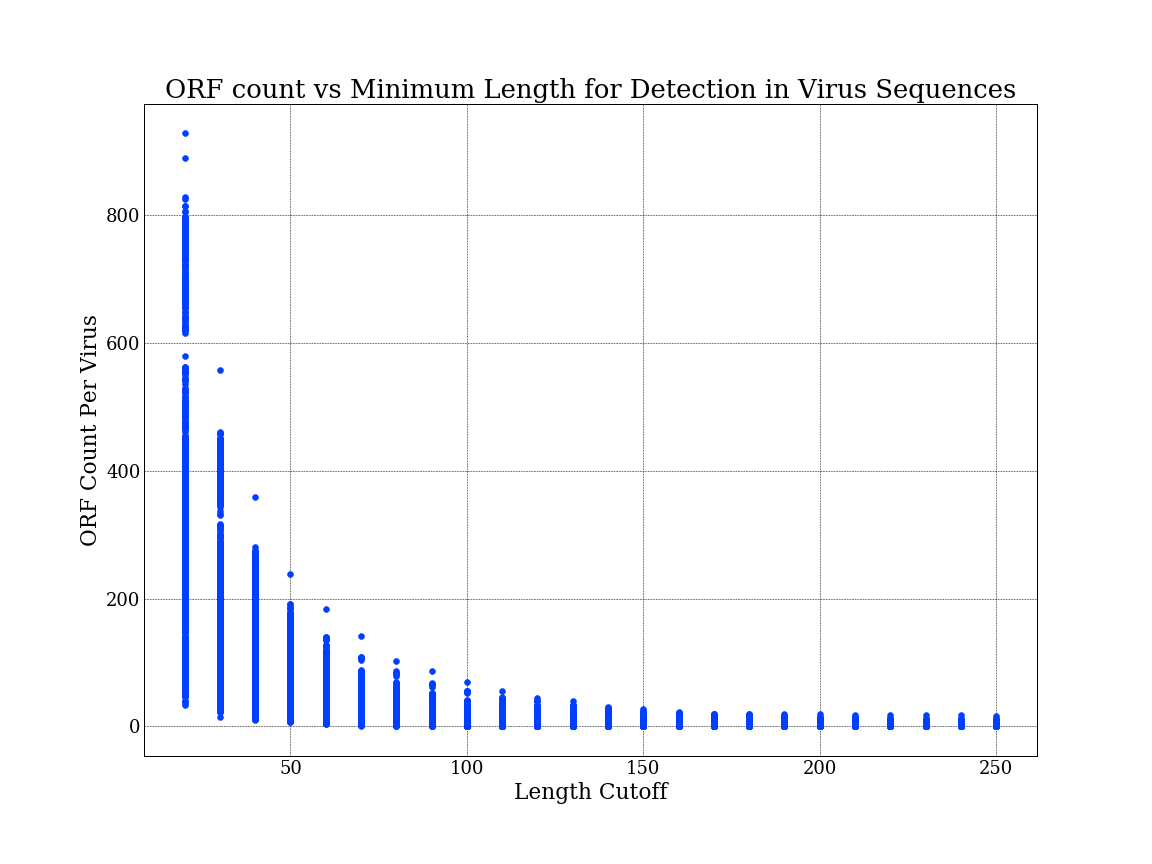 ORF count vs Minimum Length for Detection in Virus Sequences
ORF Count Per Virus
800
600
400
200
0
50 100 150 200 250
Length Cutoff